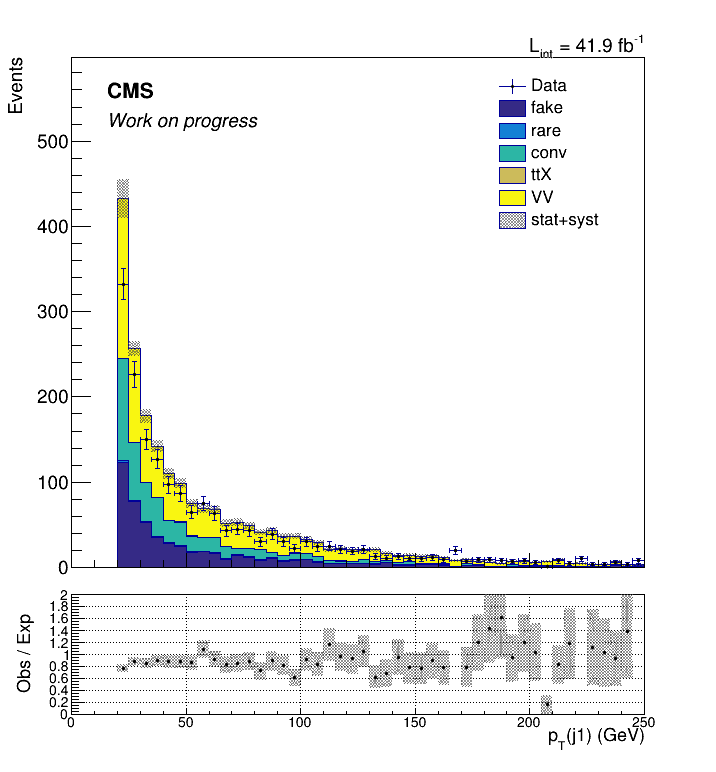 L_int = 41.9 fb^-1
Events
CMS
Work on progress
Data
fake
rare
conv
ttX
VV
stat+syst
500
400
300
200
100
0
Obs / Exp
2
1.8
1.6
1.4
1.2
1
0.8
0.6
0.4
0.2
0
0 50 100 150 200 250
p_T(j1) (GeV)